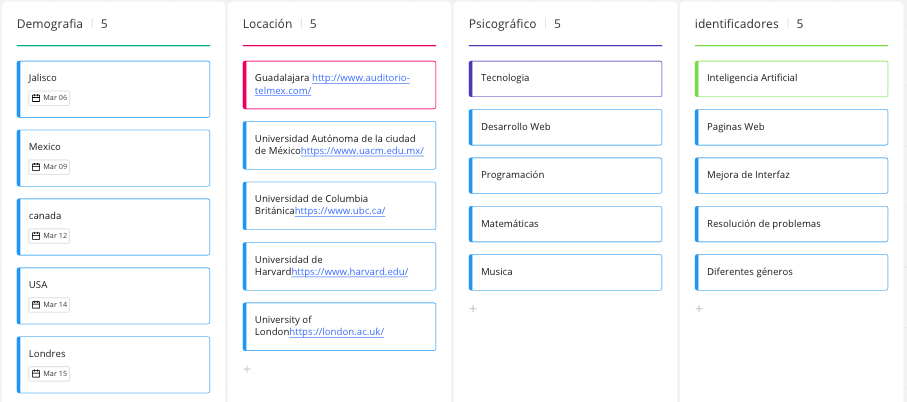 Demografia | 5
Jalisco
Mar 06
Mexico
Mar 09
canada
Mar 12
USA
Mar 14
Londres
Mar 15
Locación | 5
Guadalajara http://www.auditorio-
telmex.com/
Universidad Autónoma de la ciudad
de Méxicohttps://www.uacm.edu.mx/
Universidad de Columbia
Británicahttps://www.ubc.ca/
Universidad de
Harvardhttps://www.harvard.edu/
University of
Londonhttps://london.ac.uk/
+
Psicográfico | 5
Tecnologia
Desarrollo Web
Programación
Matemáticas
Musica
+
identificadores | 5
Inteligencia Artificial
Paginas Web
Mejora de Interfaz
Resolución de problemas
Diferentes géneros
+